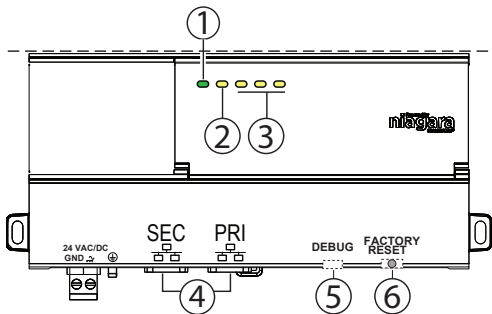 1
2
3
niagara
SEC
PRI
24 VAC/DC
GND
DEBUG
FACTORY
RESET
4
5
6